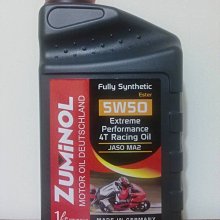 Fully Synthetic
Ester
5W50
Extreme
Performance
4T Racing Oil
JASO MA2
ZUMINOL
MOTOR OIL DEUTSCHLAND
MADE IN GERMANY